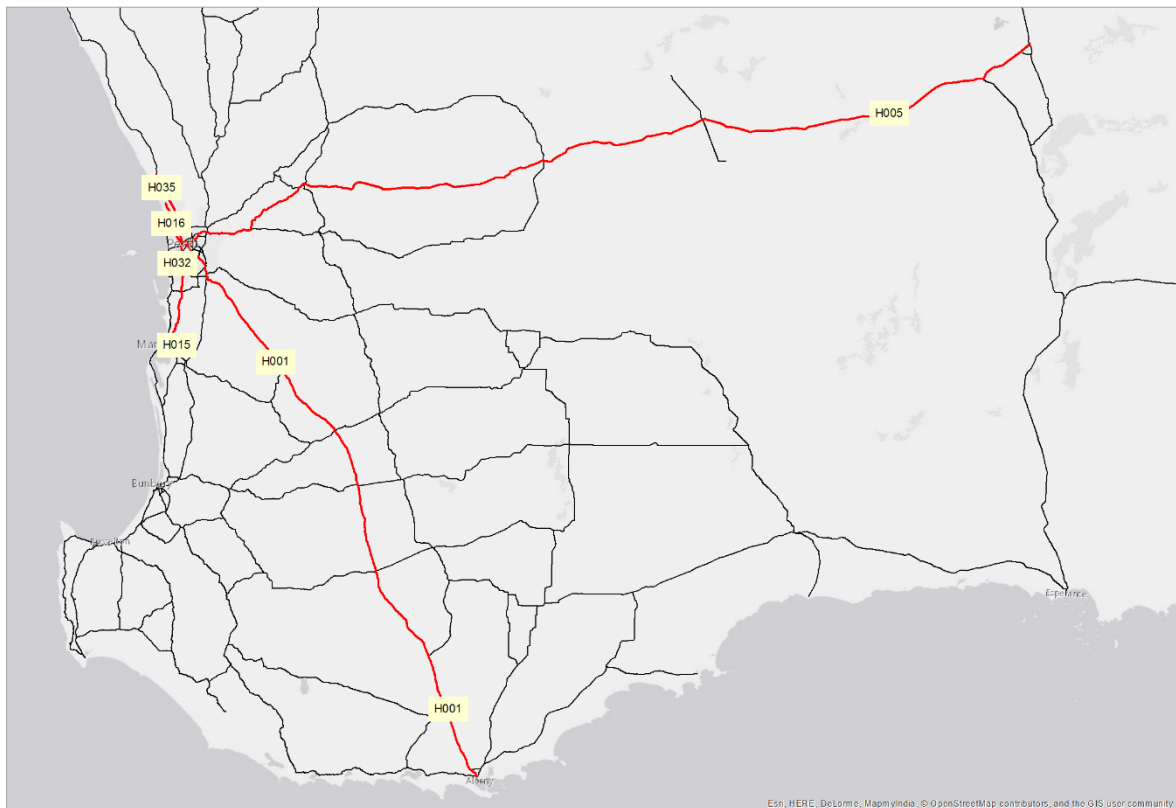 H005
H035
H016
H032
H015
H001
Bunbury
Busselton
Esperance
H001
Albany
Esri, HERE, DeLorme, MapmyIndia, © OpenStreetMap contributors, and the GIS user community